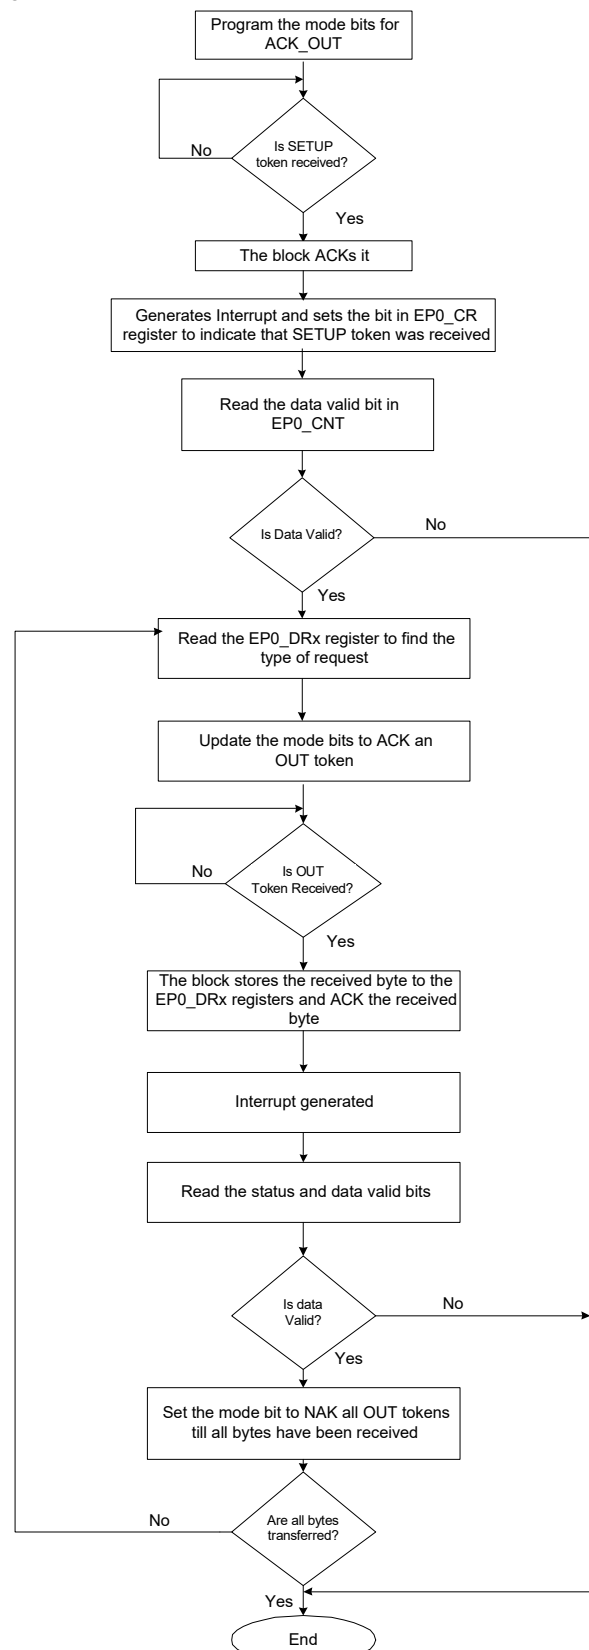 Program the mode bits for
ACK_OUT
Is SETUP
token received?
No
Yes
The block ACKs it
Generates Interrupt and sets the bit in EP0_CR
register to indicate that SETUP token was received
Read the data valid bit in
EP0_CNT
Is Data Valid?
No
Yes
Read the EP0_DRx register to find the
type of request
Update the mode bits to ACK an
OUT token
Is OUT
Token Received?
No
Yes
The block stores the received byte to the
EP0_DRx registers and ACK the received
byte
Interrupt generated
Read the status and data valid bits
Is data
Valid?
No
Yes
Set the mode bit to NAK all OUT tokens
till all bytes have been received
Are all bytes
transferred?
No
Yes
End